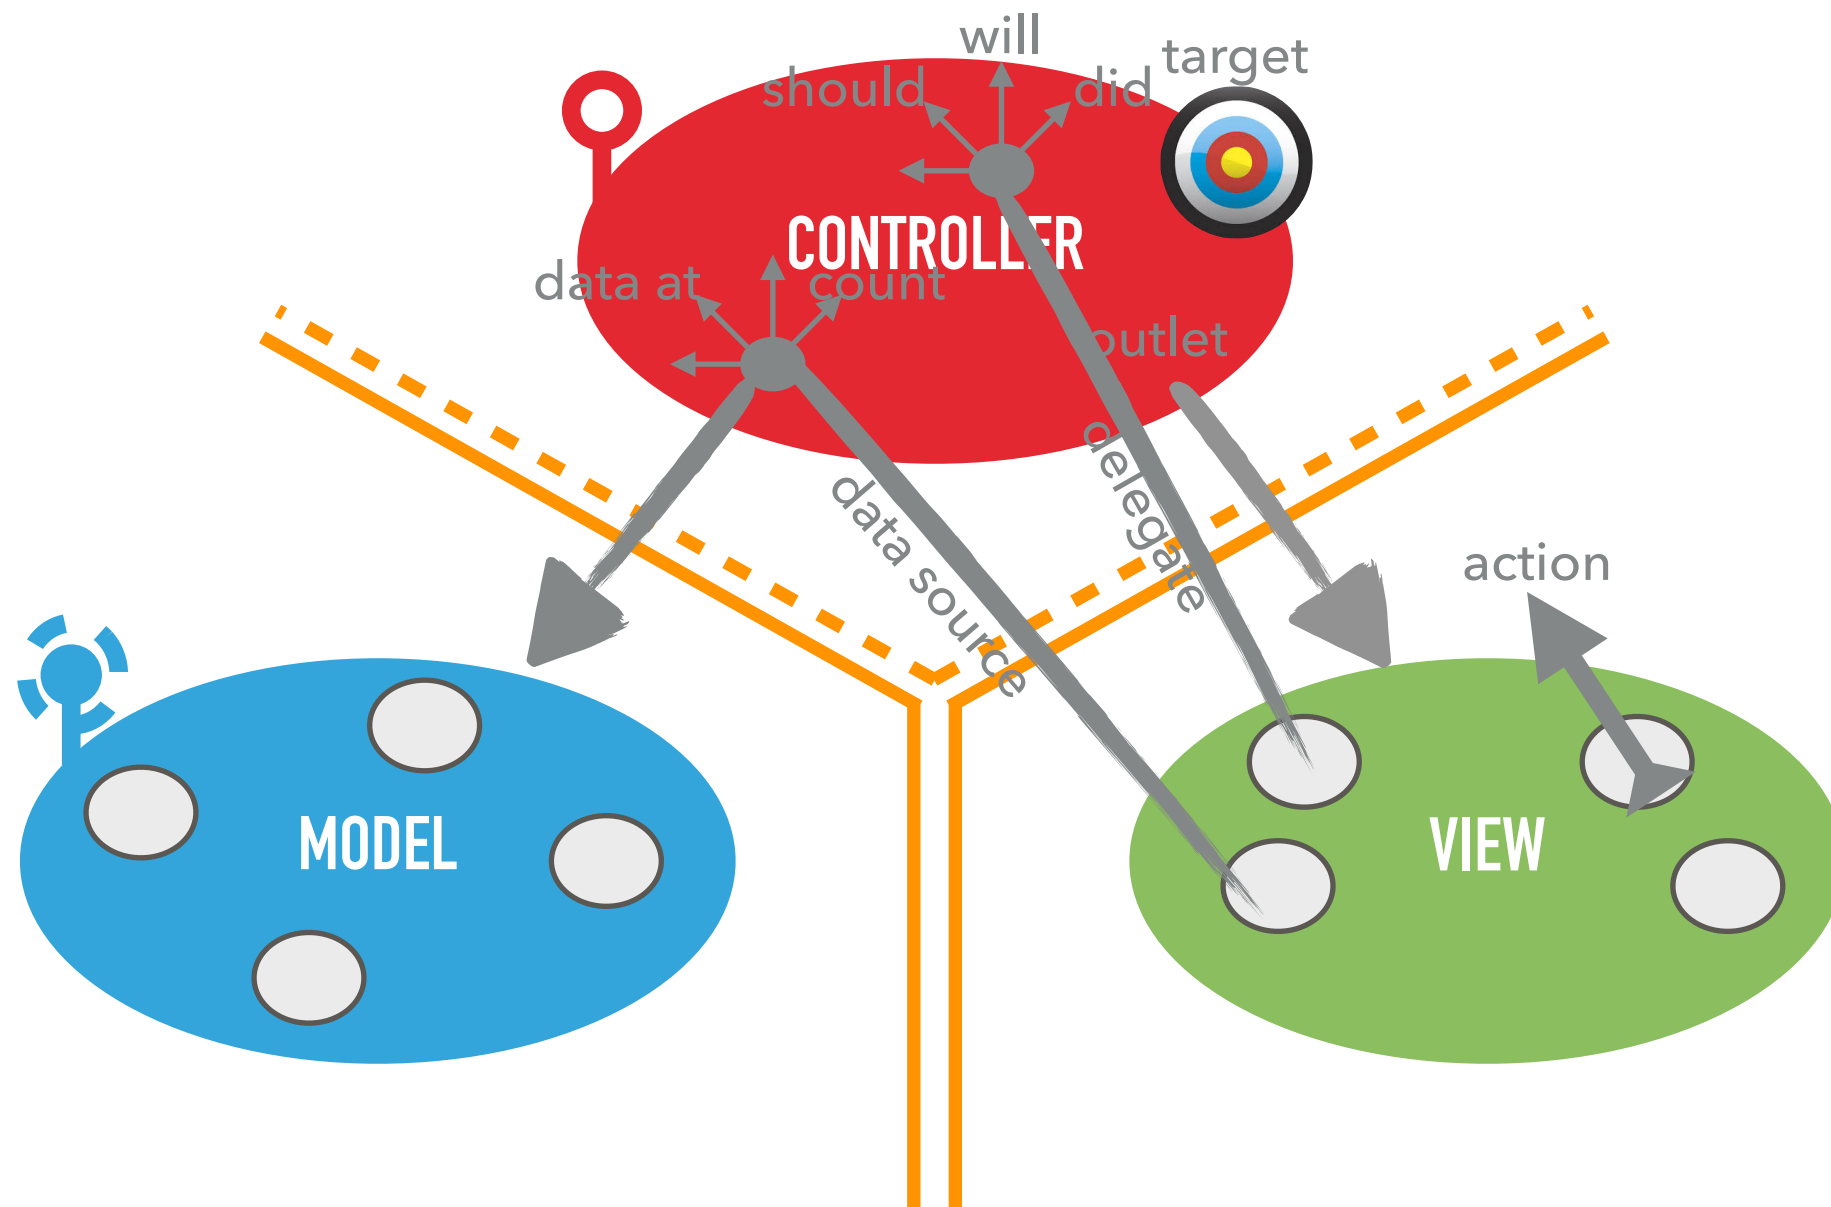 will
should
did
target
CONTROLLER
data at
count
outlet
delegate
data source
action
MODEL
VIEW